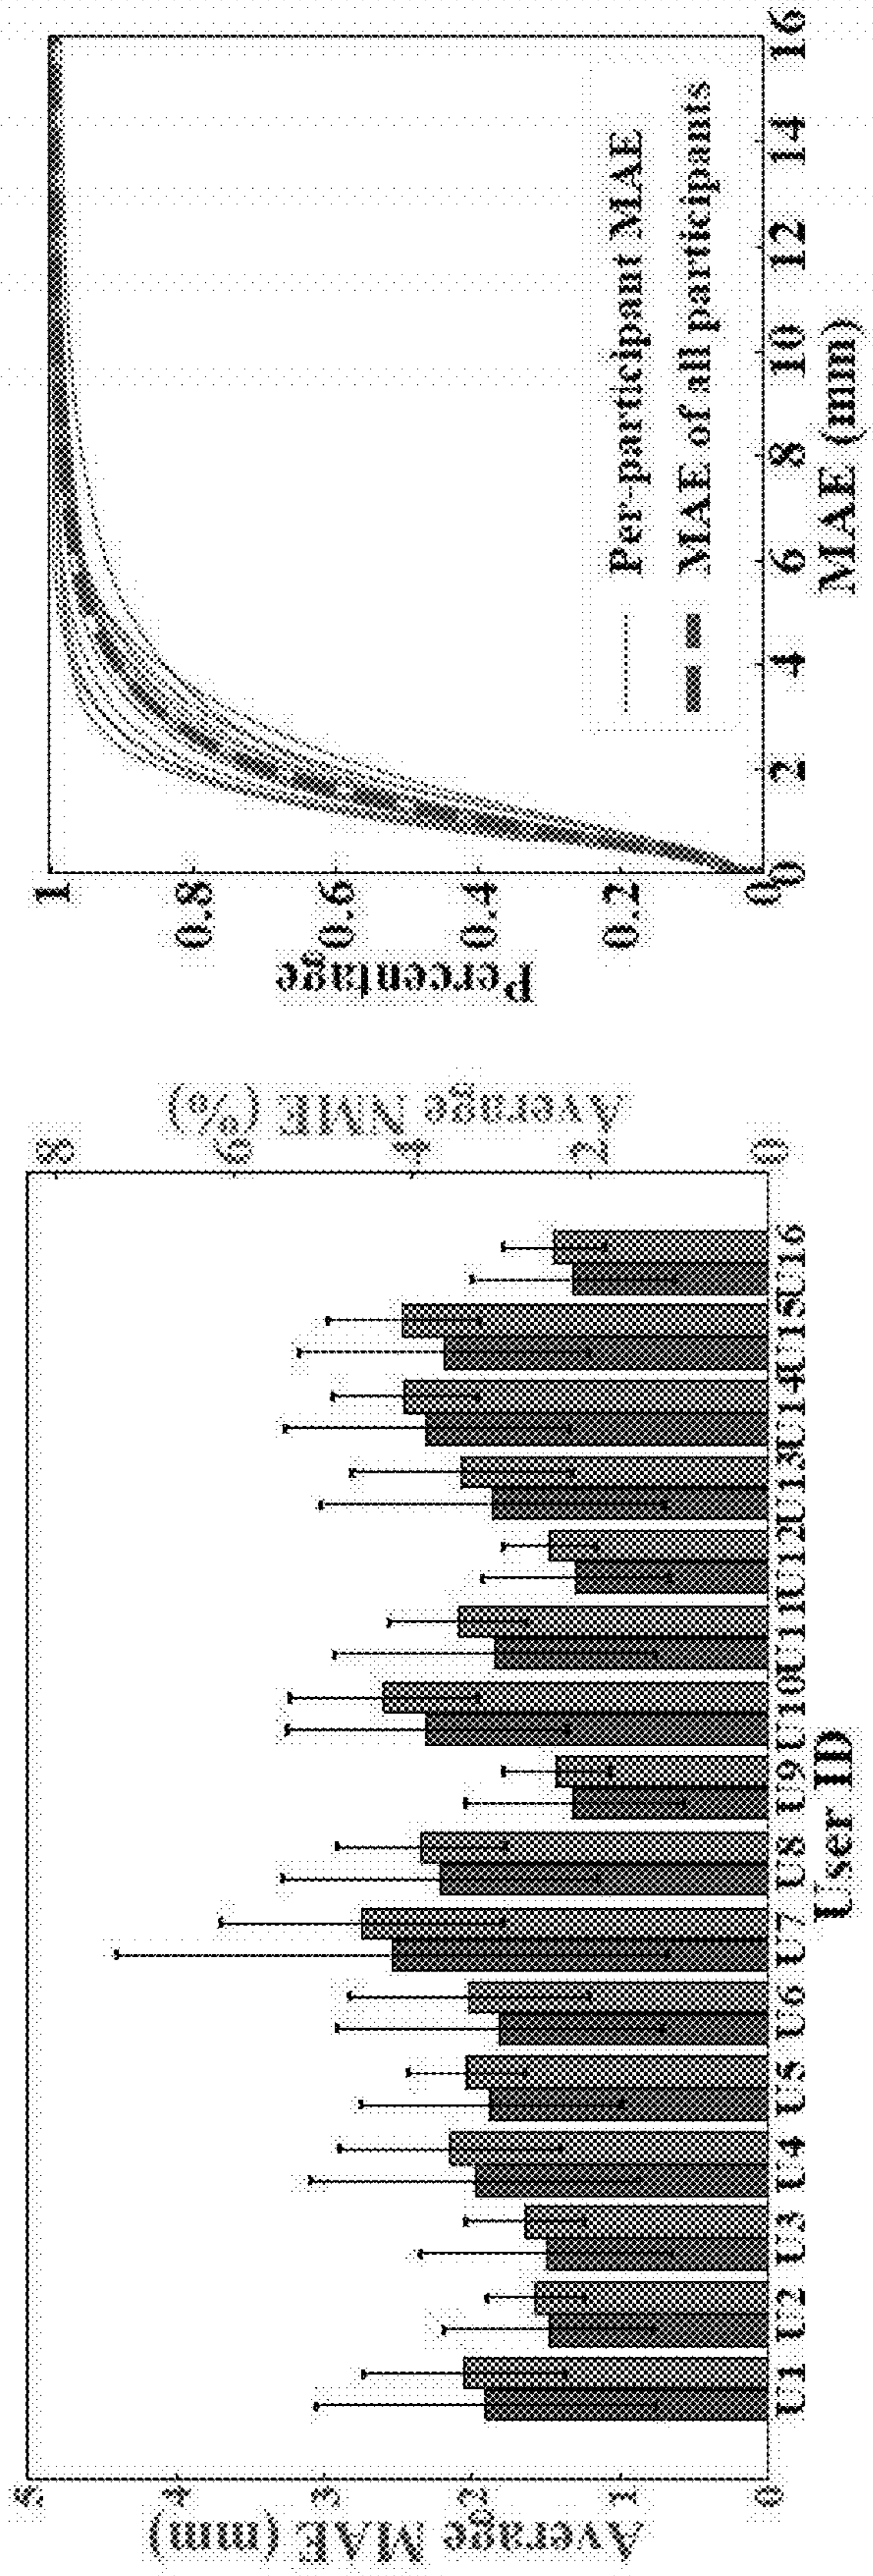 Average MAE (mm)
5
4
3
2
1
0
U1 U2 U3 U4 U5 U6 U7 U8 U9 U10 U11 U12 U13 U14 U15 U16
User ID
Average NME (%)
8
6
4
2
0
Percentage
1
0.8
0.6
0.4
0.2
0
0 2 4 6 8 10 12 14 16
MAE (mm)
Per-participant MAE
MAE of all participants